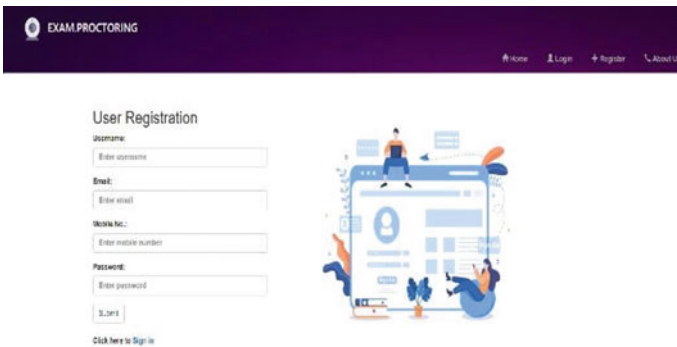 EXAM.PROCTORING
Home Login + Register About U
User Registration
Username:
Enter username
Email:
Enter email
Mobile No.:
Enter mobile number
Password:
Enter password
Submit
Click here to Sign in